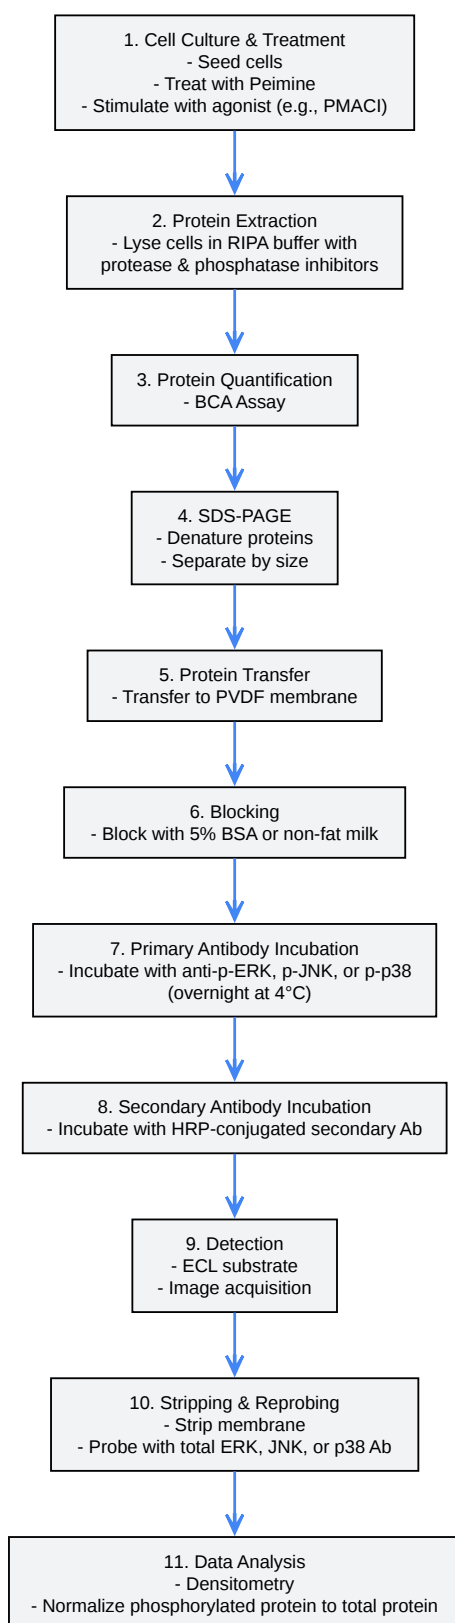 1. Cell Culture & Treatment
- Seed cells
- Treat with Peimine
- Stimulate with agonist (e.g., PMACI)
2. Protein Extraction
- Lyse cells in RIPA buffer with
protease & phosphatase inhibitors
3. Protein Quantification
- BCA Assay
4. SDS-PAGE
- Denature proteins
- Separate by size
5. Protein Transfer
- Transfer to PVDF membrane
6. Blocking
- Block with 5% BSA or non-fat milk
7. Primary Antibody Incubation
- Incubate with anti-p-ERK, p-JNK, or p-p38
(overnight at 4°C)
8. Secondary Antibody Incubation
- Incubate with HRP-conjugated secondary Ab
9. Detection
- ECL substrate
- Image acquisition
10. Stripping & Reprobing
- Strip membrane
- Probe with total ERK, JNK, or p38 Ab
11. Data Analysis
- Densitometry
- Normalize phosphorylated protein to total protein